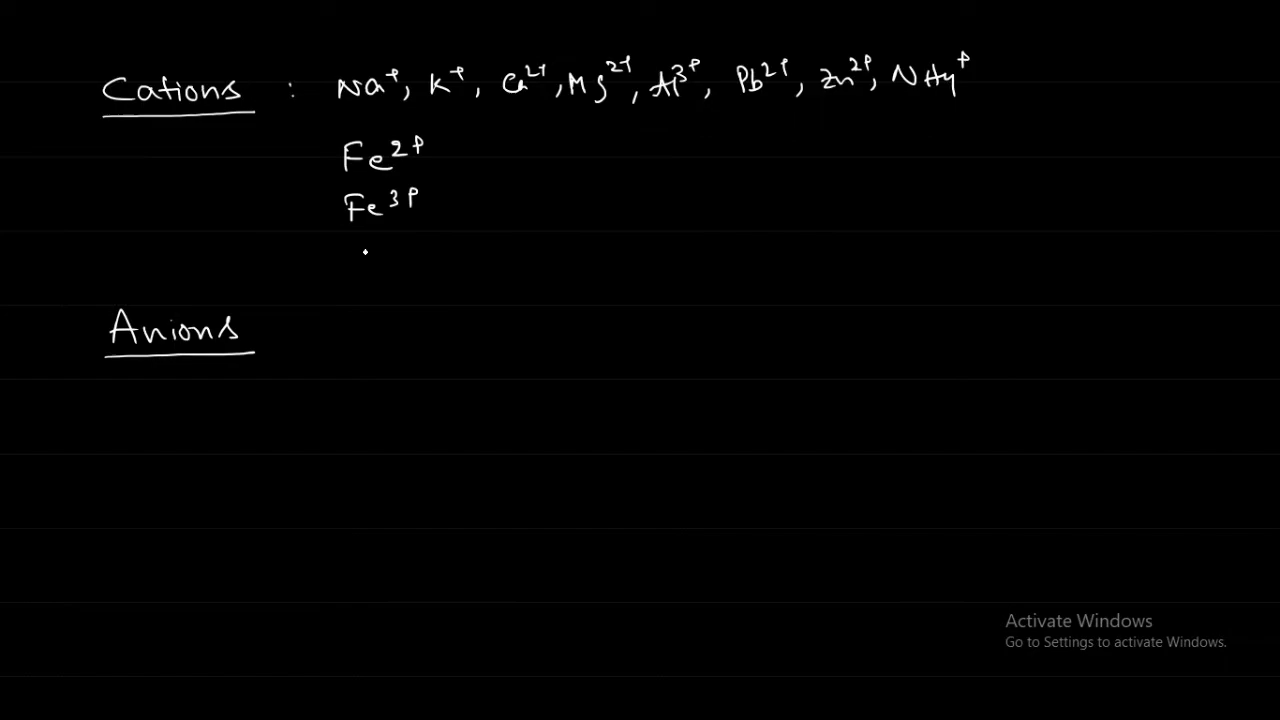 Cations : Na⁺, K⁺, Ca²⁺, Mg²⁺, Al³⁺, Pb²⁺, Zn²⁺, NH₄⁺
Fe²⁺
Fe³⁺
Anions
Activate Windows
Go to Settings to activate Windows.